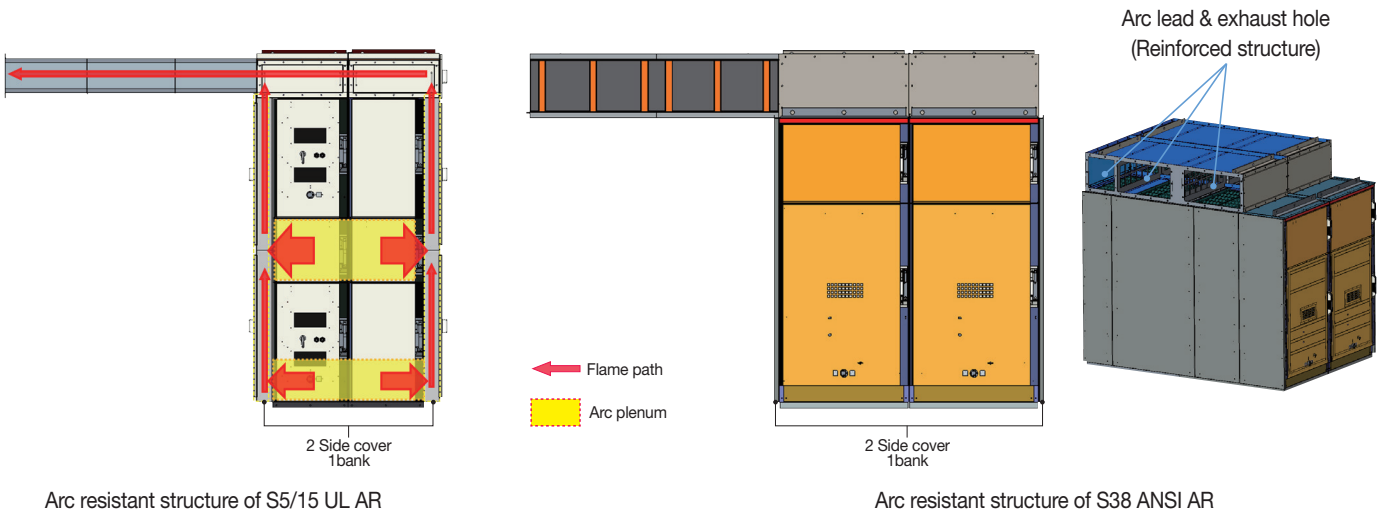 Arc lead & exhaust hole
(Reinforced structure)
Flame path
Arc plenum
2 Side cover
1bank
2 Side cover
1bank
Arc resistant structure of S5/15 UL AR
Arc resistant structure of S38 ANSI AR